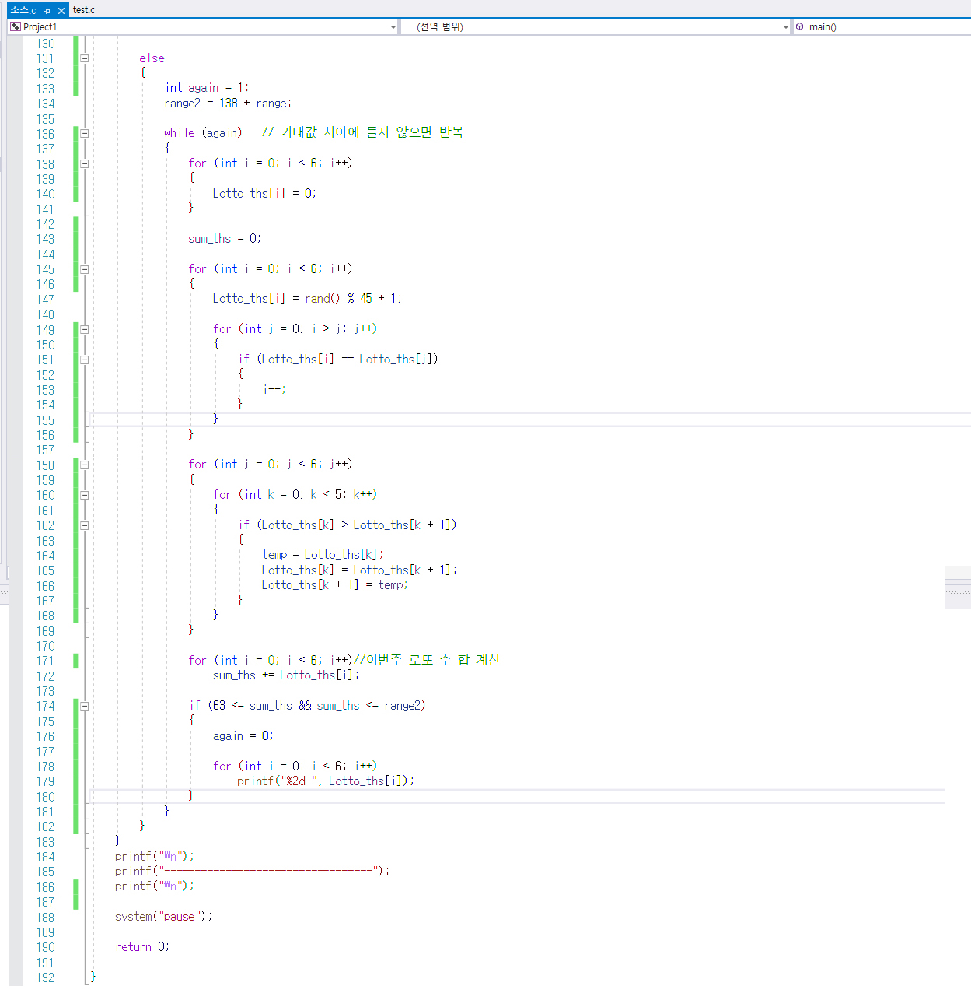 소스.c test.c
Project1 (전역 범위) main()
130
131 else
132 {
133 int again = 1;
134 range2 = 138 + range;
135
136 while (again) // 기대값 사이에 들지 않으면 반복
137 {
138 for (int i = 0; i < 6; i++)
139 {
140 Lotto_ths[i] = 0;
141 }
142
143 sum_ths = 0;
144
145 for (int i = 0; i < 6; i++)
146 {
147 Lotto_ths[i] = rand() % 45 + 1;
148
149 for (int j = 0; i > j; j++)
150 {
151 if (Lotto_ths[i] == Lotto_ths[j])
152 {
153 i--;
154 }
155 }
156 }
157
158 for (int j = 0; j < 6; j++)
159 {
160 for (int k = 0; k < 5; k++)
161 {
162 if (Lotto_ths[k] > Lotto_ths[k + 1])
163 {
164 temp = Lotto_ths[k];
165 Lotto_ths[k] = Lotto_ths[k + 1];
166 Lotto_ths[k + 1] = temp;
167 }
168 }
169 }
170
171 for (int i = 0; i < 6; i++)//이번주 로또 수 합 계산
172 sum_ths += Lotto_ths[i];
173
174 if (63 <= sum_ths && sum_ths <= range2)
175 {
176 again = 0;
177
178 for (int i = 0; i < 6; i++)
179 printf("%2d ", Lotto_ths[i]);
180 }
181 }
182 }
183 }
184 printf("₩n");
185 printf("----------------------------------");
186 printf("₩n");
187
188 system("pause");
189
190 return 0;
191
192 }